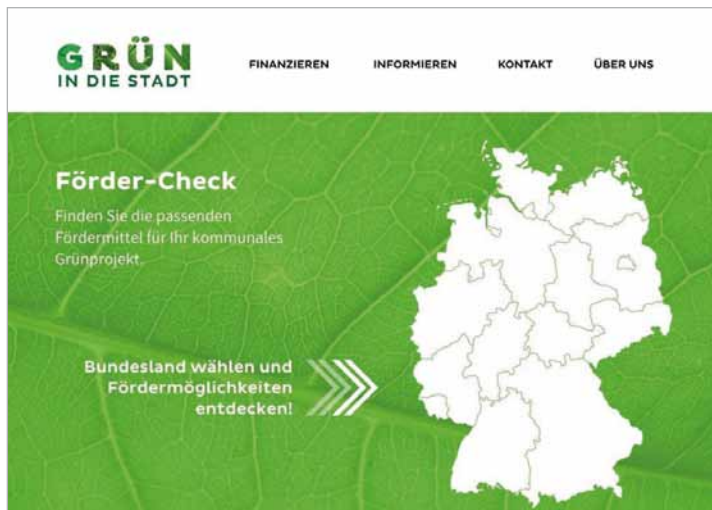 GRÜN
IN DIE STADT
FINANZIEREN INFORMIEREN KONTAKT ÜBER UNS
Förder-Check
Finden Sie die passenden
Fördermittel für Ihr kommunales
Grünprojekt.
Bundesland wählen und
Fördermöglichkeiten
entdecken!